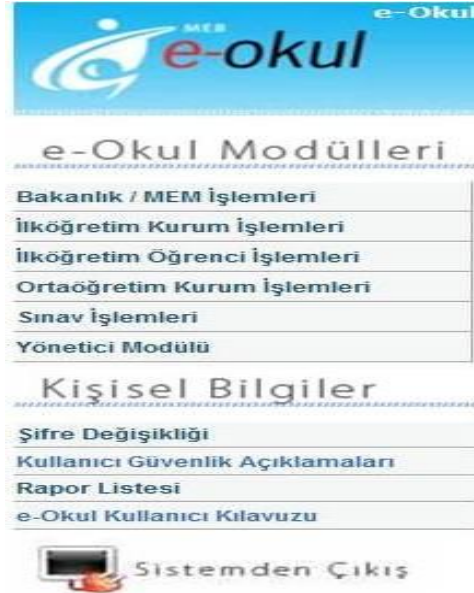 e-Okul
MEB
e-okul
e-Okul Modülleri
Bakanlık / MEM İşlemleri
İlköğretim Kurum İşlemleri
İlköğretim Öğrenci İşlemleri
Ortaöğretim Kurum İşlemleri
Sınav İşlemleri
Yönetici Modülü
Kişisel Bilgiler
Şifre Değişikliği
Kullanıcı Güvenlik Açıklamaları
Rapor Listesi
e-Okul Kullanıcı Kılavuzu
Sistemden Çıkış